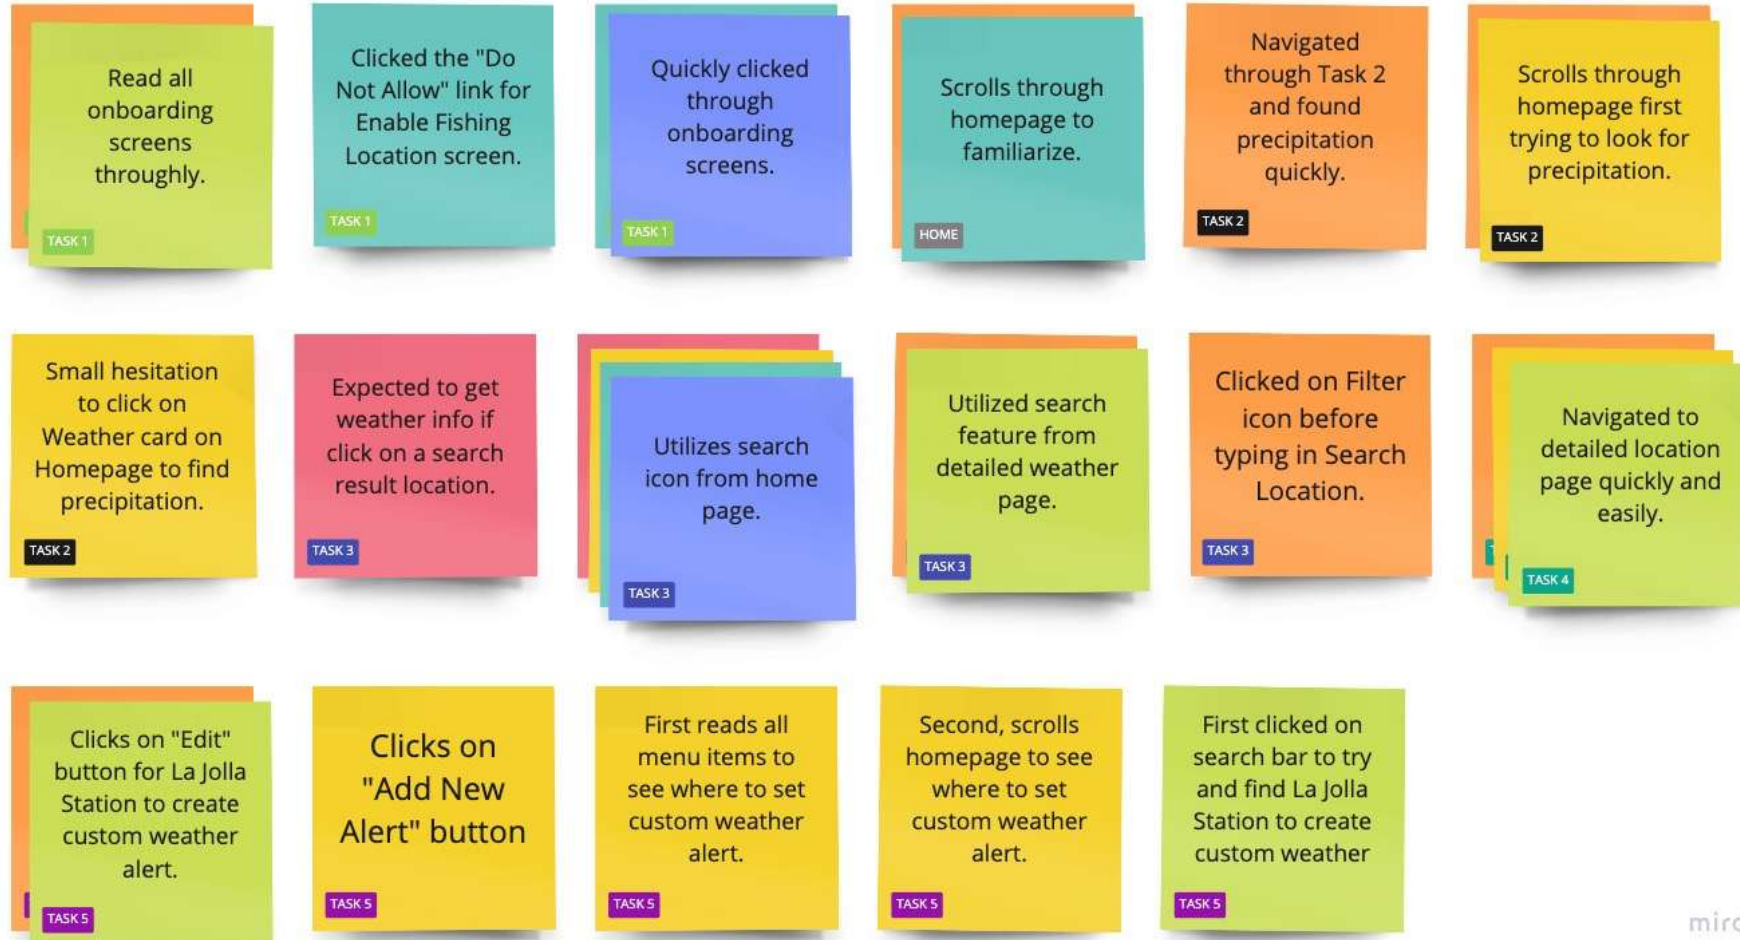 Read all
onboarding
screens
throughly.
TASK 1
Clicked the "Do
Not Allow" link for
Enable Fishing
Location screen.
TASK 1
Quickly clicked
through
onboarding
screens.
TASK 1
Scrolls through
homepage to
familiarize.
HOME
Navigated
through Task 2
and found
precipitation
quickly.
TASK 2
Scrolls through
homepage first
trying to look for
precipitation.
TASK 2
Small hesitation
to click on
Weather card on
Homepage to find
precipitation.
TASK 2
Expected to get
weather info if
click on a search
result location.
TASK 3
Utilizes search
icon from home
page.
TASK 3
Utilized search
feature from
detailed weather
page.
TASK 3
Clicked on Filter
icon before
typing in Search
Location.
TASK 3
Navigated to
detailed location
page quickly and
easily.
TASK 4
Clicks on "Edit"
button for La Jolla
Station to create
custom weather
alert.
TASK 5
Clicks on
"Add New
Alert" button
TASK 5
First reads all
menu items to
see where to set
custom weather
alert.
TASK 5
Second, scrolls
homepage to see
where to set
custom weather
alert.
TASK 5
First clicked on
search bar to try
and find La Jolla
Station to create
custom weather
TASK 5